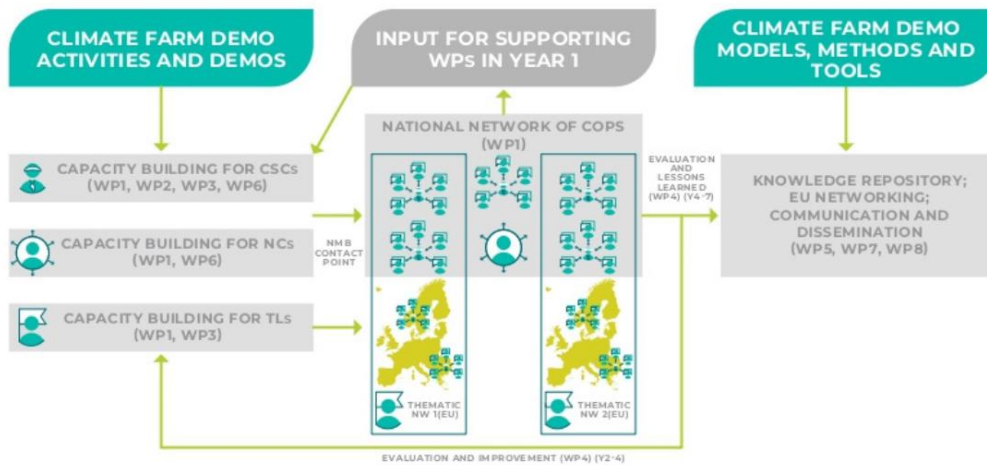 CLIMATE FARM DEMO
ACTIVITIES AND DEMOS
INPUT FOR SUPPORTING
WPs IN YEAR 1
CLIMATE FARM DEMO
MODELS, METHODS AND
TOOLS
NATIONAL NETWORK OF COPS
(WP1)
CAPACITY BUILDING FOR CSCs
(WP1, WP2, WP3, WP6)
CAPACITY BUILDING FOR NCs
(WP1, WP6)
CAPACITY BUILDING FOR TLs
(WP1, WP3)
NMB
CONTACT
POINT
EVALUATION
AND
LESSONS
LEARNED
(WP4) (Y4-7)
KNOWLEDGE REPOSITORY;
EU NETWORKING;
COMMUNICATION AND
DISSEMINATION
(WP5, WP7, WP8)
THEMATIC
NW 1(EU)
THEMATIC
NW 2(EU)
EVALUATION AND IMPROVEMENT (WP4) (Y2-4)